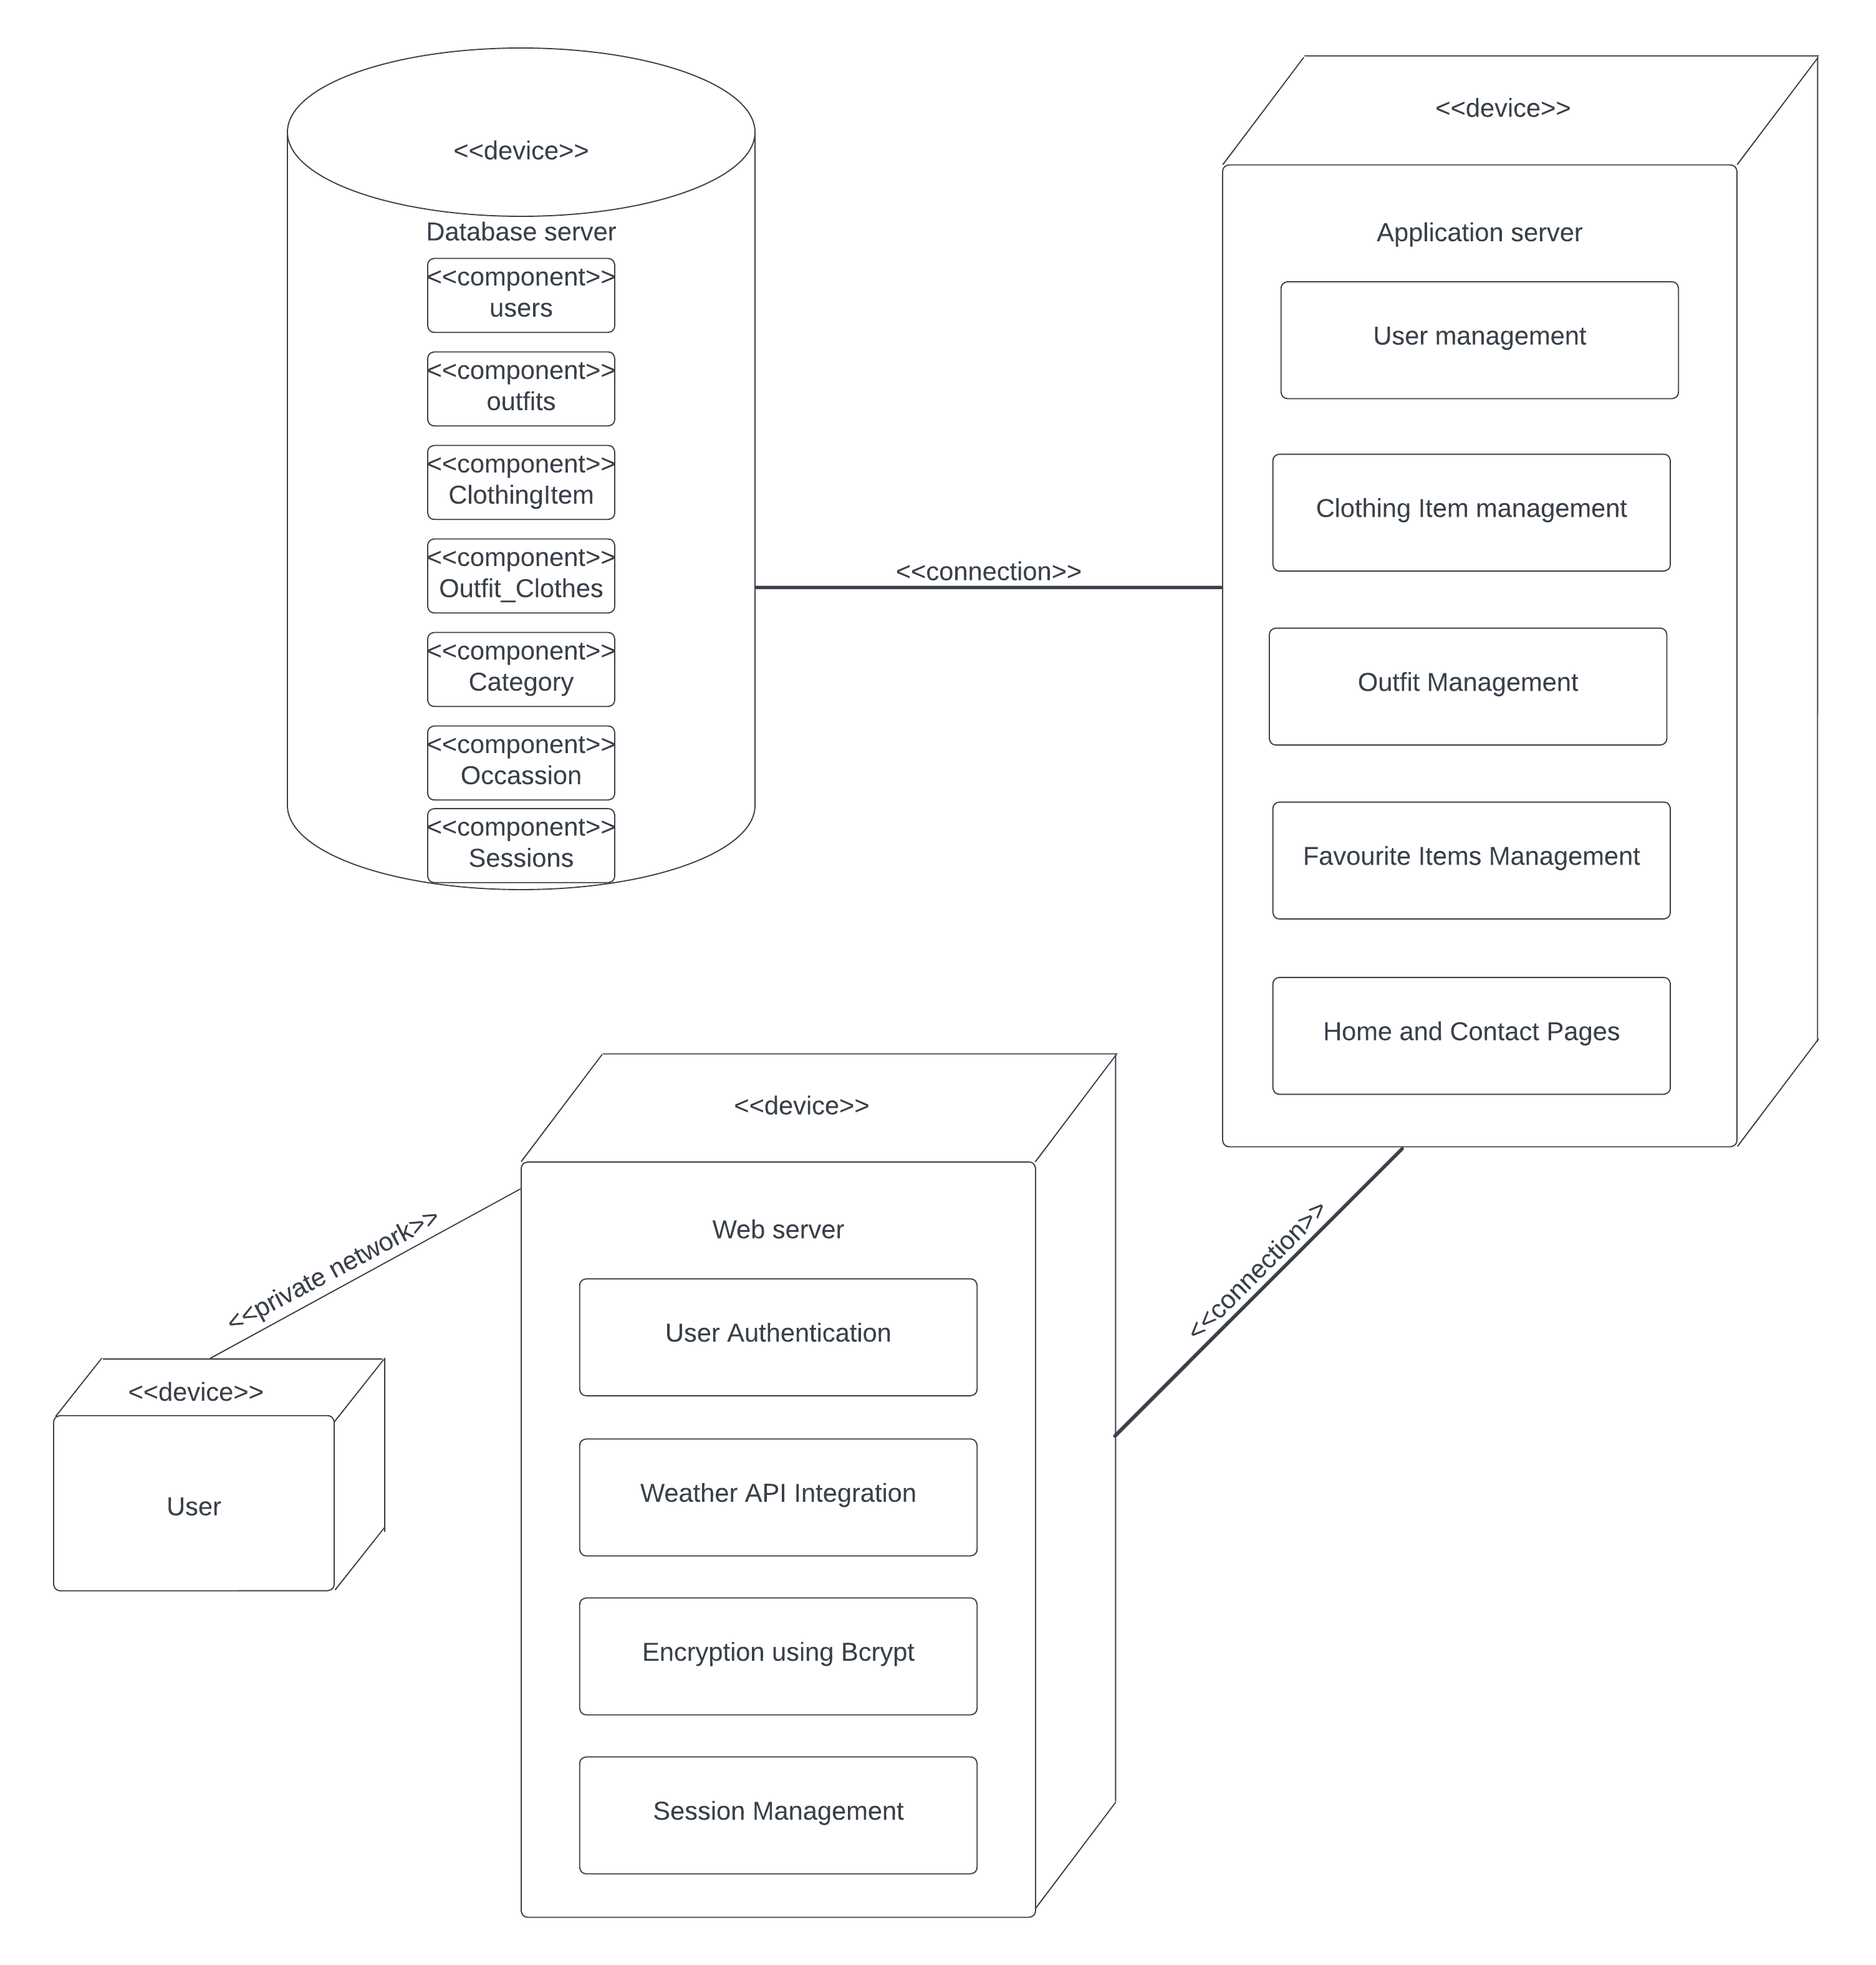 <<device>>
Database server
<<component>>
users
<<component>>
outfits
<<component>>
ClothingItem
<<component>>
Outfit_Clothes
<<component>>
Category
<<component>>
Occassion
<<component>>
Sessions
<<connection>>
<<device>>
Application server
User management
Clothing Item management
Outfit Management
Favourite Items Management
Home and Contact Pages
<<connection>>
<<device>>
Web server
User Authentication
Weather API Integration
Encryption using Bcrypt
Session Management
<<private network>>
<<device>>
User